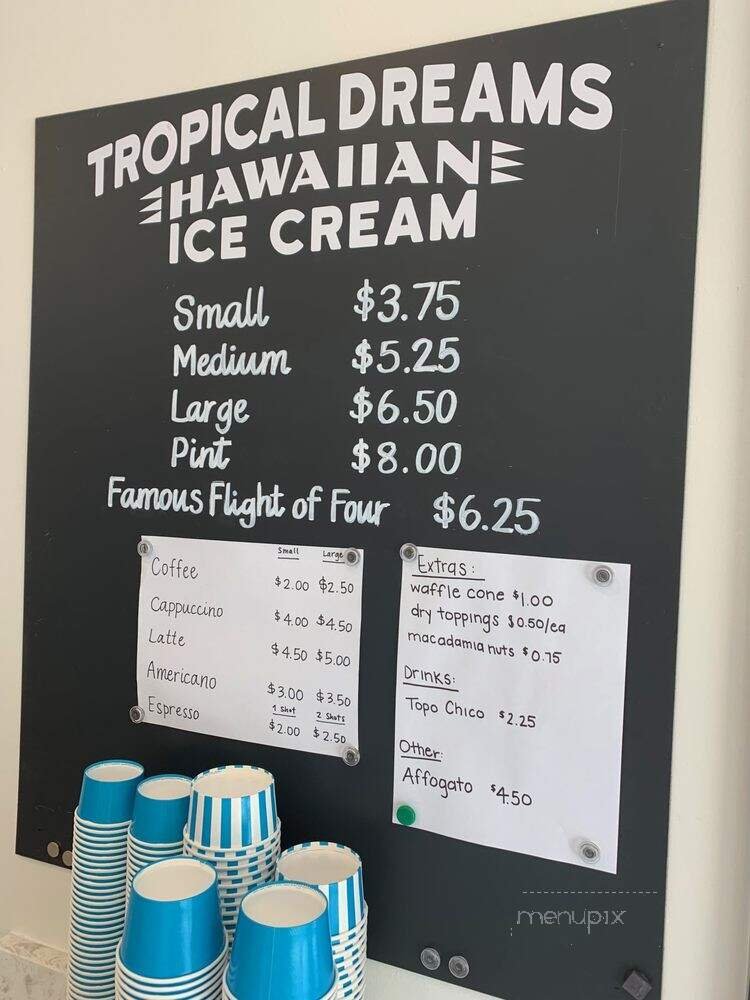 TROPICAL DREAMS
HAWAIIAN
ICE CREAM
Small $3.75
Medium $5.25
Large $6.50
Pint $8.00
Famous Flight of Four $6.25
Small Large
Coffee $2.00 $2.50
Cappuccino $4.00 $4.50
Latte $4.50 $5.00
Americano $3.00 $3.50
1 Shot 2 Shots
Espresso $2.00 $2.50
Extras:
waffle cone $1.00
dry toppings $0.50/ea
macadamia nuts $0.75
Drinks:
Topo Chico $2.25
Other:
Affogato $4.50
menupix